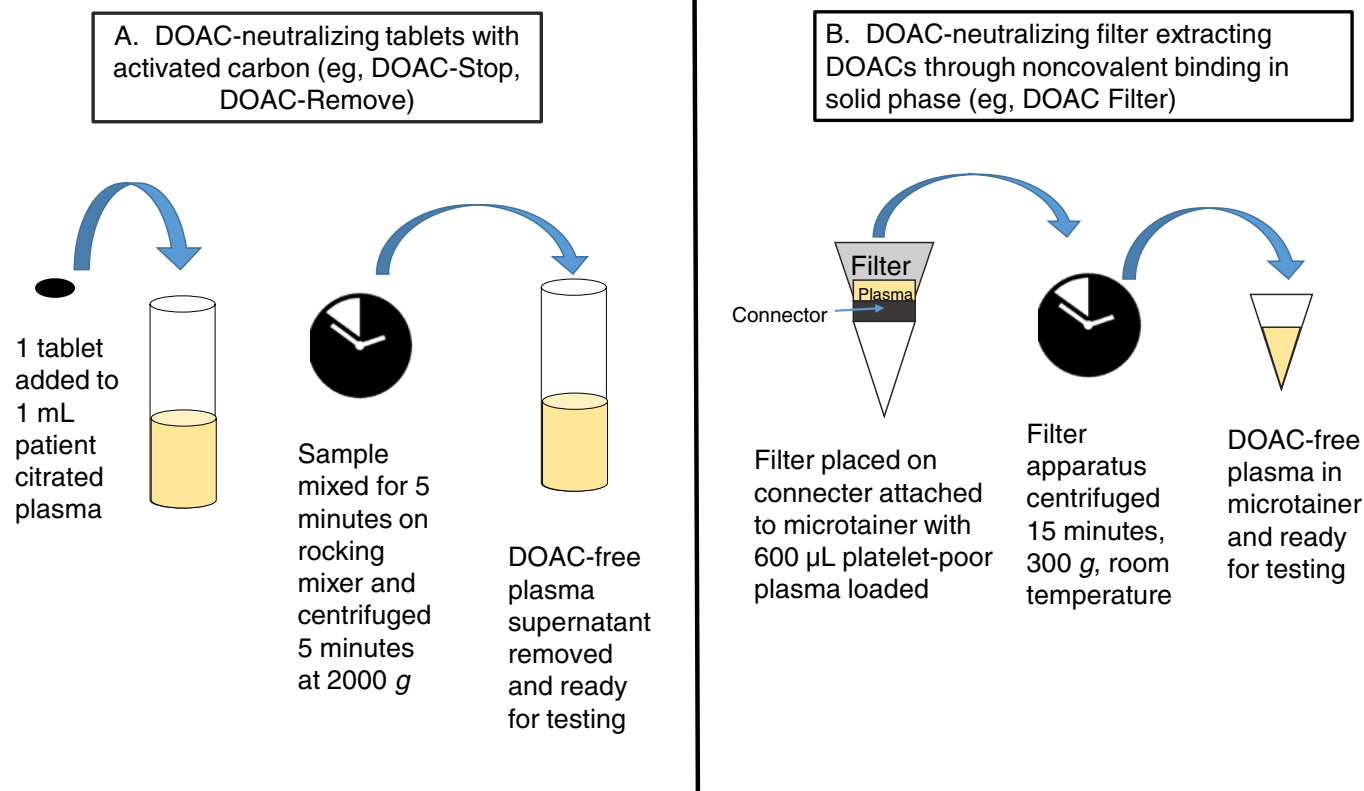 A. DOAC-neutralizing tablets with
activated carbon (eg, DOAC-Stop,
DOAC-Remove)
1 tablet
added to
1 mL
patient
citrated
plasma
Sample
mixed for 5
minutes on
rocking
mixer and
centrifuged
5 minutes
at 2000 g
DOAC-free
plasma
supernatant
removed
and ready
for testing
B. DOAC-neutralizing filter extracting
DOACs through noncovalent binding in
solid phase (eg, DOAC Filter)
Filter
Plasma
Connector
Filter placed on
connecter attached
to microtainer with
600 µL platelet-poor
plasma loaded
Filter
apparatus
centrifuged
15 minutes,
300 g, room
temperature
DOAC-free
plasma in
microtainer
and ready
for testing